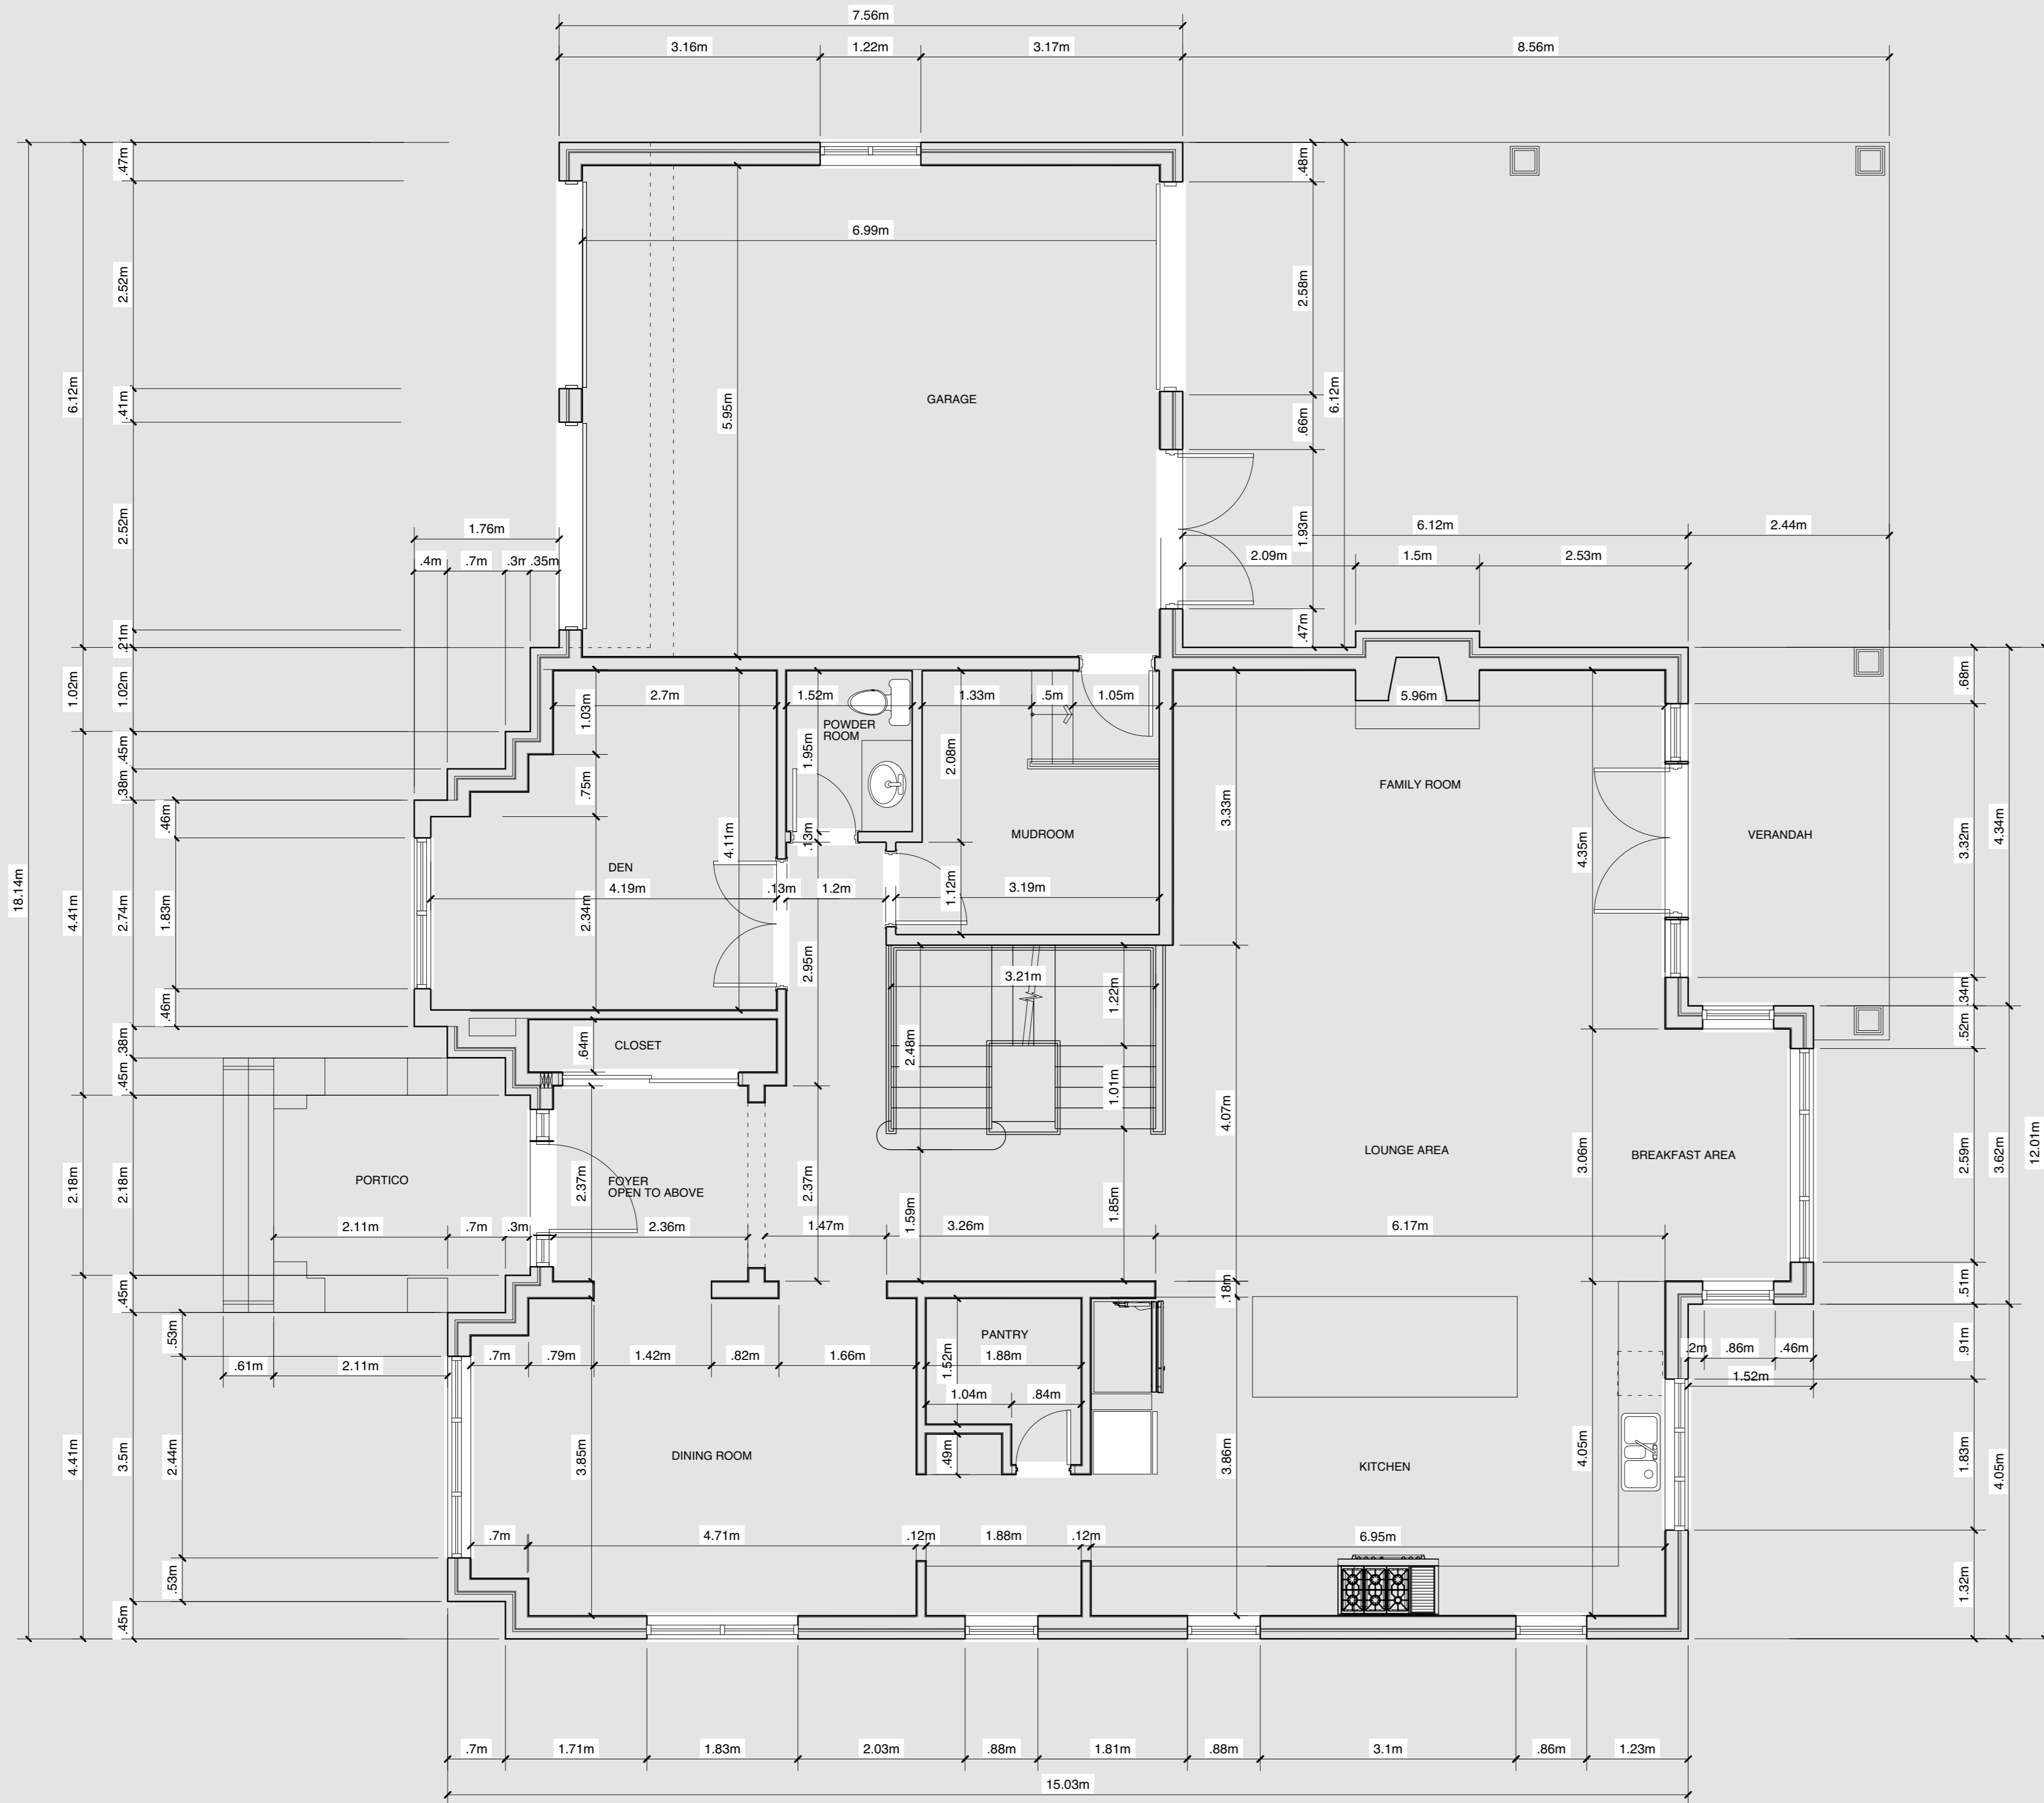 7.56m
3.16m 1.22m 3.17m 8.56m
.47m
.48m
2.52m
6.99m
2.58m
6.12m
.41m
5.95m
GARAGE
6.12m
.66m
2.52m
1.76m
1.93m
6.12m
2.44m
.4m .7m .3m .35m
2.09m 1.5m 2.53m
.21m
.47m
1.02m
1.02m
1.03m
2.7m
1.52m
1.33m
.5m
1.05m
5.96m
.68m
POWDER
ROOM
.45m
.38m
.75m
1.95m
2.08m
FAMILY ROOM
.46m
3.33m
4.11m
.13m
MUDROOM
4.35m
VERANDAH
3.32m
4.34m
18.14m
4.41m
2.74m
1.83m
DEN
4.19m
2.34m
.13m
1.2m
1.12m
3.19m
2.95m
3.21m
1.22m
.46m
.34m
.38m
.64m
CLOSET
2.48m
.52m
.45m
1.01m
4.07m
LOUNGE AREA
3.06m
BREAKFAST AREA
2.59m
3.62m
12.01m
2.18m
2.18m
PORTICO
2.37m
FOYER
OPEN TO ABOVE
2.37m
1.59m
1.85m
2.11m .7m .3m 2.36m 1.47m 3.26m 6.17m
.45m
.18m
.51m
.53m
PANTRY
.61m 2.11m
.7m .79m 1.42m .82m 1.66m
1.52m
1.88m
.2m .86m .46m
.91m
1.52m
1.04m .84m
4.41m
3.5m
2.44m
3.85m
DINING ROOM
.49m
3.86m
KITCHEN
4.05m
1.83m
4.05m
.7m 4.71m .12m 1.88m .12m 6.95m
.53m
1.32m
.45m
.7m 1.71m 1.83m 2.03m .88m 1.81m .88m 3.1m .86m 1.23m
15.03m